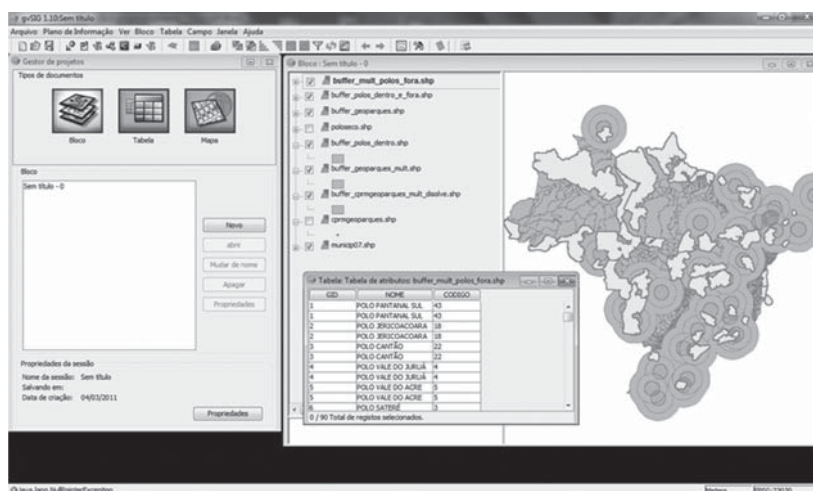 gvSIG 1.10:Sem título
Arquivo Plano de Informação Ver Bloco Tabela Campo Janela Ajuda
Gestor de projetos
Tipos de documentos
Bloco
Tabela
Mapa
Bloco
Sem título - 0
Novo
abrir
Mudar de nome
Apagar
Propriedades
Propriedades da sessão
Nome da sessão: Sem título
Salvando em:
Data de criação: 04/03/2011
Propriedades
Bloco : Sem título - 0
buffer_mult_polos_fora.shp
buffer_polos_dentro_e_fora.shp
buffer_geoparques.shp
poloseco.shp
buffer_polos_dentro.shp
buffer_geoparques_mult.shp
buffer_cprmgeoparques_mult_disolve.shp
cprmgeoparques.shp
municip07.shp
Tabela: Tabela de atributos: buffer_mult_polos_fora.shp
GID NOME CODIGO
1 POLO PANTANAL SUL 43
1 POLO PANTANAL SUL 43
2 POLO JERICOACOARA 18
2 POLO JERICOACOARA 18
3 POLO CANTÃO 22
3 POLO CANTÃO 22
4 POLO VALE DO JURUÁ 4
4 POLO VALE DO JURUÁ 4
5 POLO VALE DO ACRE 5
5 POLO VALE DO ACRE 5
6 POLO SATERÉ 3
0 / 90 Total de registos selecionados.
java.lang.NullPointerException